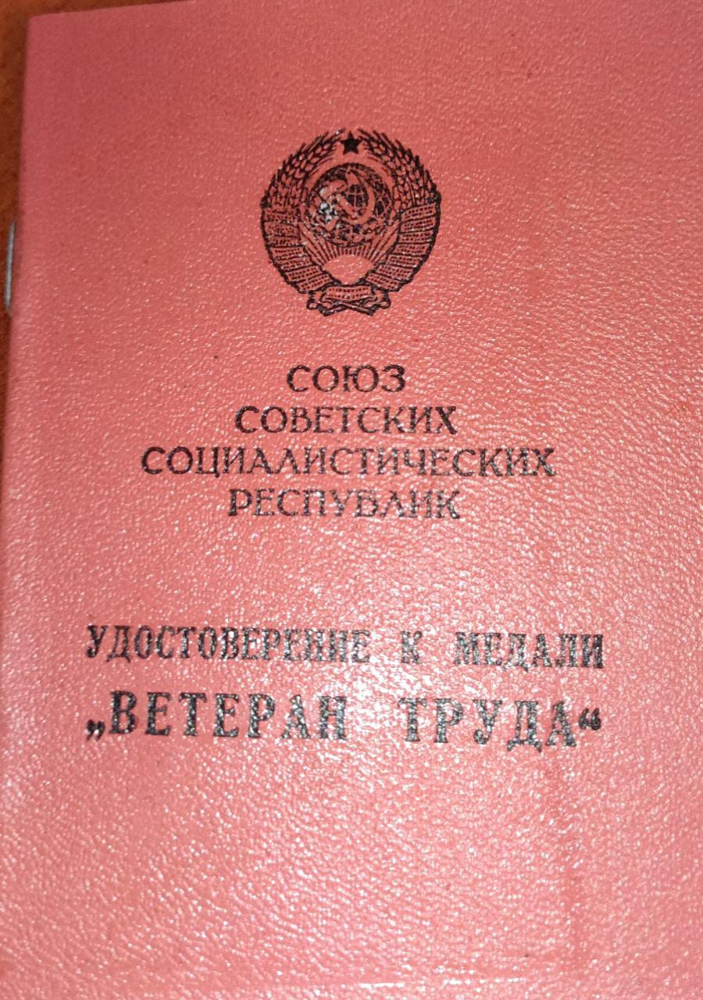 СОЮЗ
СОВЕТСКИХ
СОЦИАЛИСТИЧЕСКИХ
РЕСПУБЛИК
УДОСТОВЕРЕНИЕ К МЕДАЛИ
„ВЕТЕРАН ТРУДА“